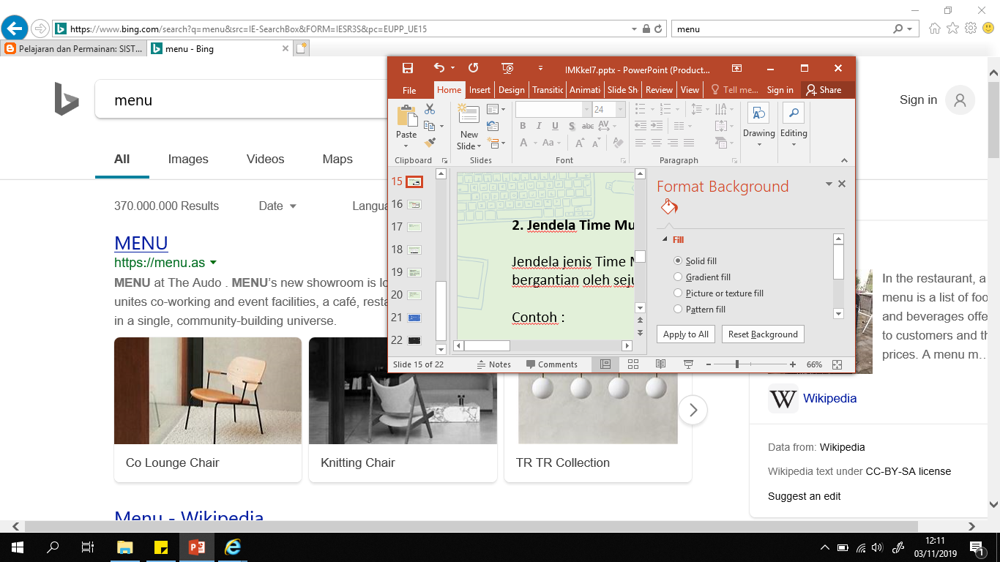 https://www.bing.com/search?q=menu&src=IE-SearchBox&FORM=IESR3S&pc=EUPP_UE15
menu
Pelajaran dan Permainan: SIST...
menu - Bing
menu
Sign in
All Images Videos Maps
370.000.000 Results Date Langua
MENU
https://menu.as
MENU at The Audo . MENU's new showroom is lo
unites co-working and event facilities, a café, resta
in a single, community-building universe.
Co Lounge Chair
Knitting Chair
TR TR Collection
Menu - Wikipedia
IMKkel7.pptx - PowerPoint (Product...
File Home Insert Design Transitic Animati Slide Sh Review View Tell me... Sign in Share
24
Paste
New
Slide
B I U S abc AV
A Aa A A
Drawing
Editing
Clipboard Slides Font Paragraph
15
16
17
18
19
20
21
22
2. Jendela Time Mu
Jendela jenis Time M
bergantian oleh seju
Contoh :
Format Background
Fill
Solid fill
Gradient fill
Picture or texture fill
Pattern fill
Apply to All
Reset Background
Slide 15 of 22 Notes Comments 66%
In the restaurant, a
menu is a list of foo
and beverages offe
to customers and th
prices. A menu m...
W Wikipedia
Data from: Wikipedia
Wikipedia text under CC-BY-SA license
Suggest an edit
12:11
03/11/2019
1